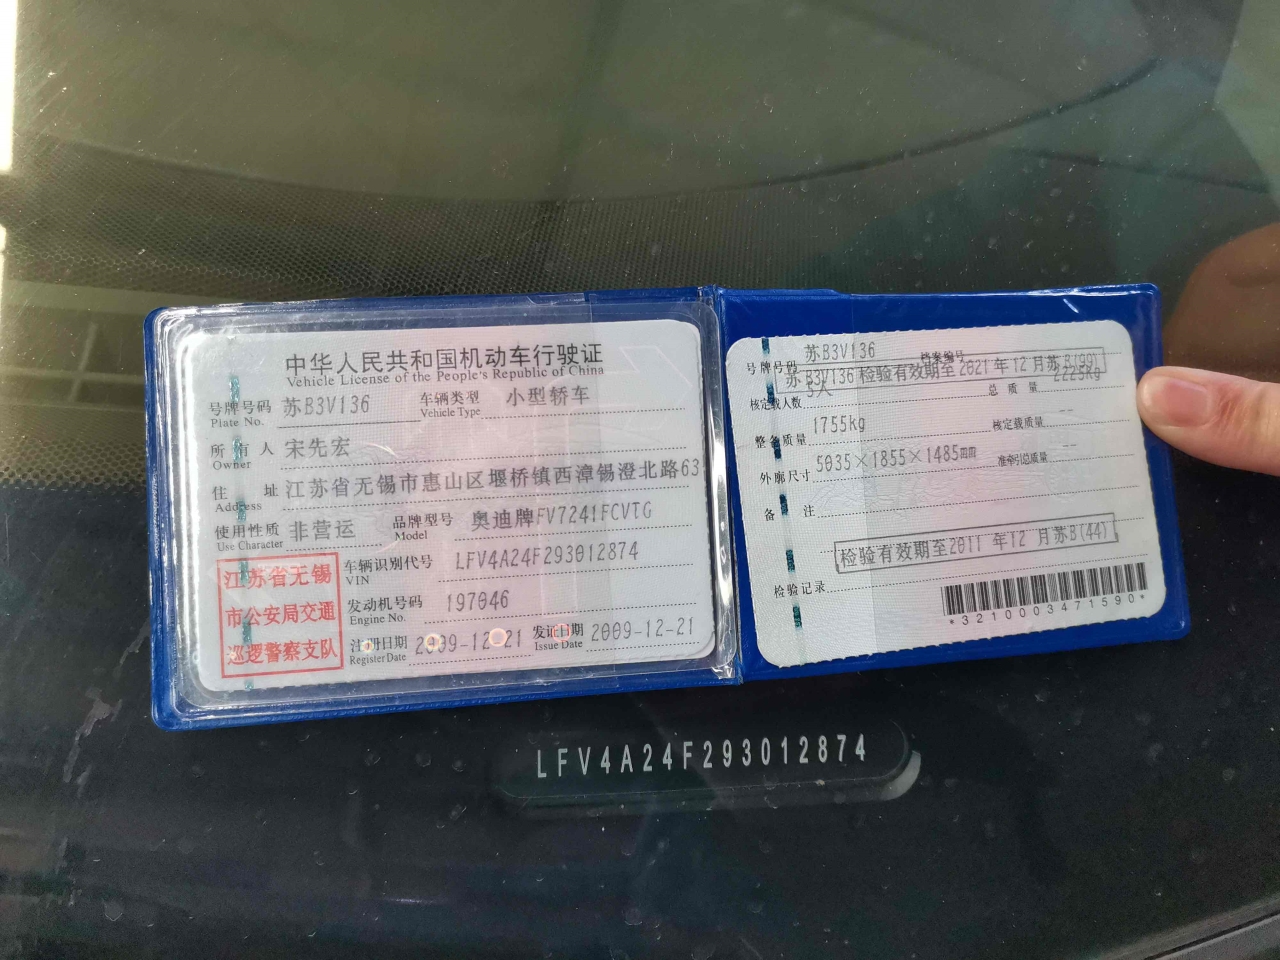 中华人民共和国机动车行驶证
Vehicle License of the People's Republic of China
号牌号码 苏B3V136 车辆类型 小型轿车
Plate No. Vehicle Type
所有人 宋先宏
Owner
住址 江苏省无锡市惠山区堰桥镇西漳锡澄北路63
Address
使用性质 非营运 品牌型号 奥迪牌FV7241FCVTG
Use Character Model
江苏省无锡
市公安局交通
巡逻警察支队
车辆识别代号 LFV4A24F293012874
VIN
发动机号码 197046
Engine No.
注册日期 2009-12-21 发证日期 2009-12-21
Register Date Issue Date
号牌号码 苏B3V136 档案编号
苏B3V136 检验有效期至2021年12月苏B(99)
核定载人数 5人 总质量 2225kg
整备质量 1755kg 核定载质量 --
外廓尺寸 5035×1855×1485mm 准牵引总质量 --
备注
检验有效期至2011年12月苏B(44)
检验记录
*3210003471590*
LFV4A24F293012874